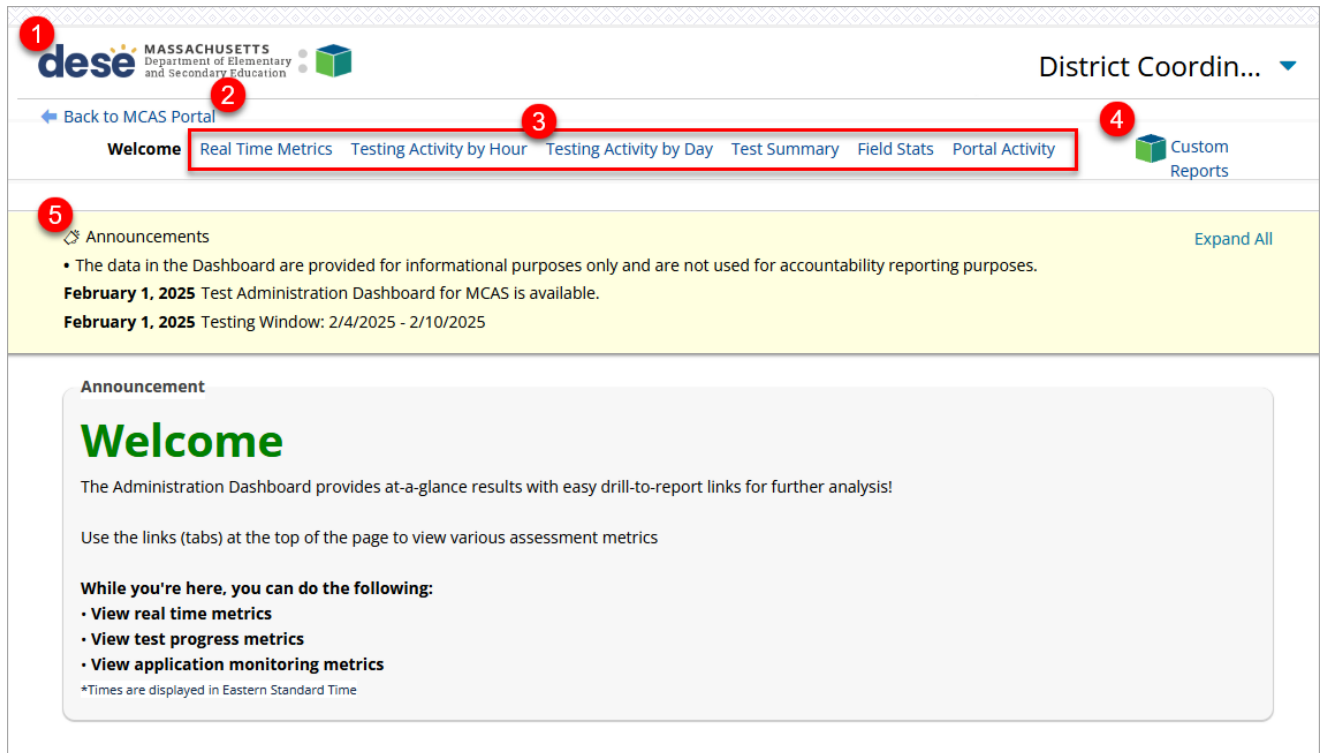 1
dese MASSACHUSETTS
Department of Elementary
and Secondary Education
District Coordin...
2
Back to MCAS Portal
3
4
Welcome Real Time Metrics Testing Activity by Hour Testing Activity by Day Test Summary Field Stats Portal Activity
Custom
Reports
5
Announcements
Expand All
• The data in the Dashboard are provided for informational purposes only and are not used for accountability reporting purposes.
February 1, 2025 Test Administration Dashboard for MCAS is available.
February 1, 2025 Testing Window: 2/4/2025 - 2/10/2025
Announcement
Welcome
The Administration Dashboard provides at-a-glance results with easy drill-to-report links for further analysis!
Use the links (tabs) at the top of the page to view various assessment metrics
While you're here, you can do the following:
• View real time metrics
• View test progress metrics
• View application monitoring metrics
*Times are displayed in Eastern Standard Time